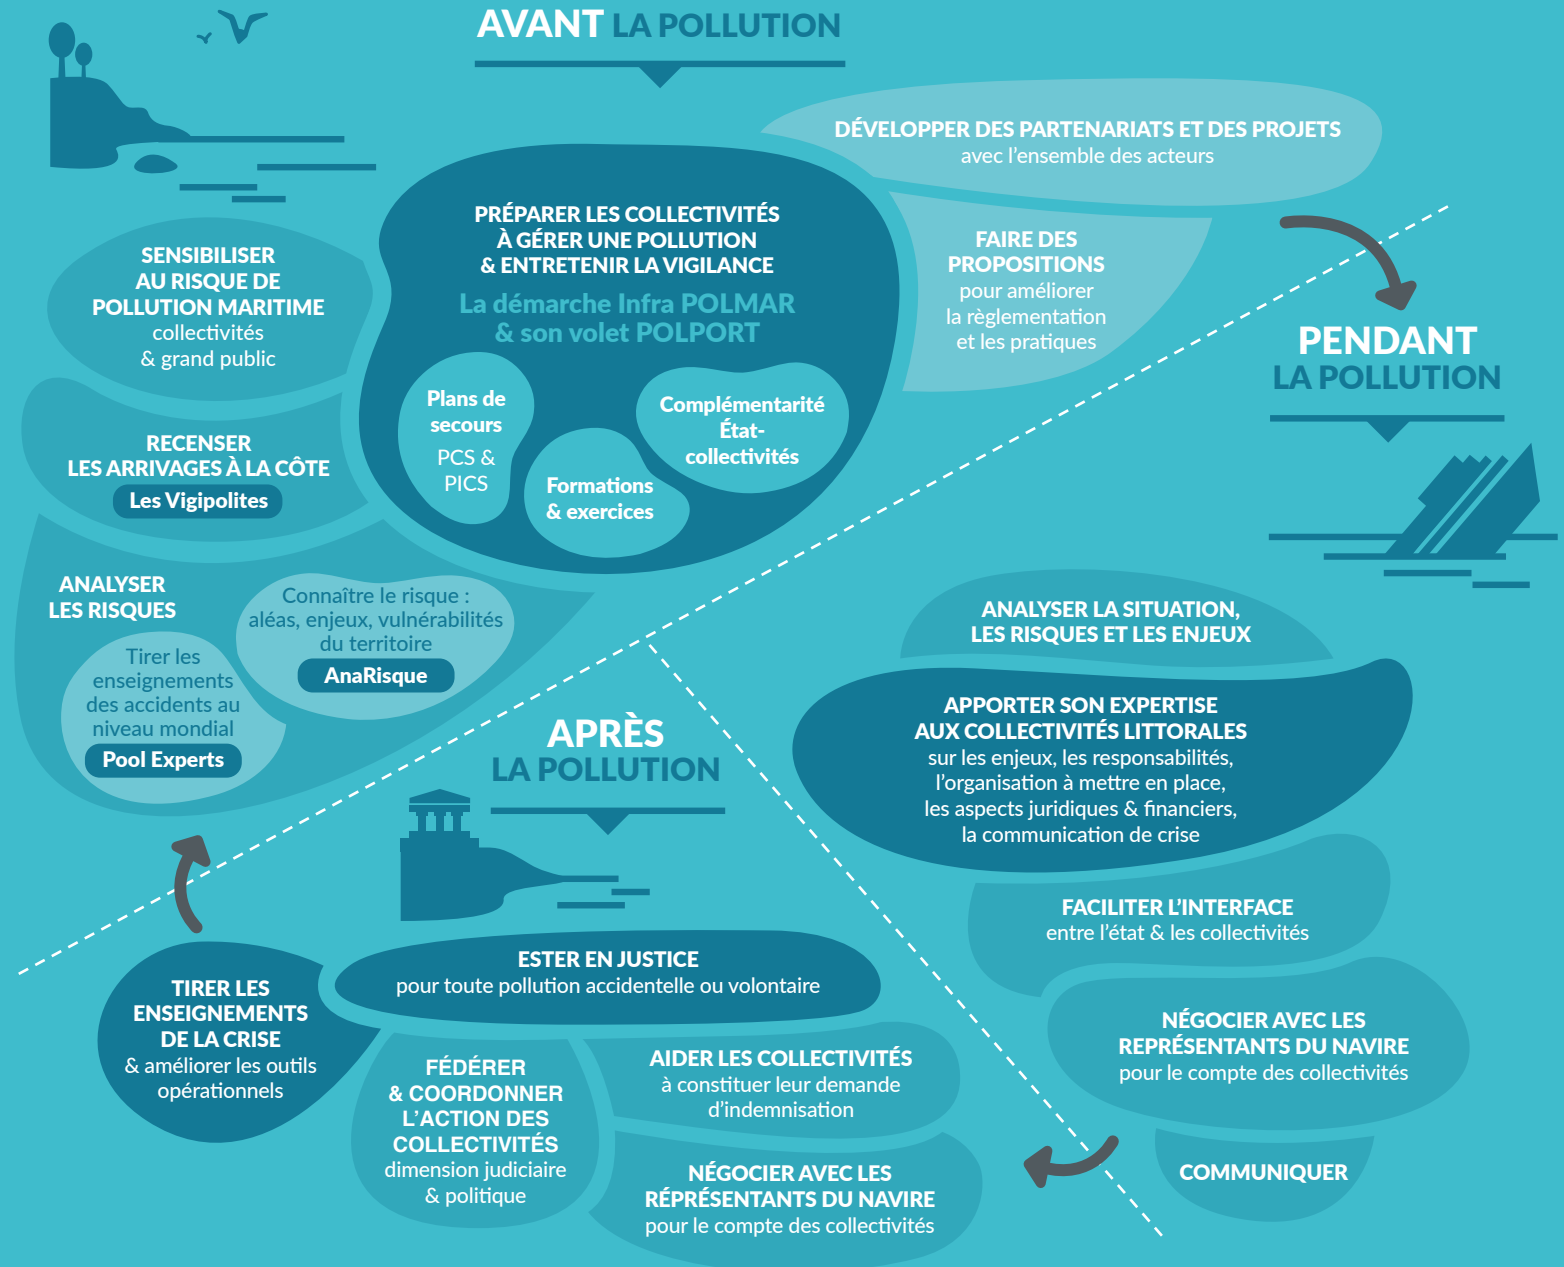 AVANT LA POLLUTION
DÉVELOPPER DES PARTENARIATS ET DES PROJETS
avec l'ensemble des acteurs
PRÉPARER LES COLLECTIVITÉS
À GÉRER UNE POLLUTION
& ENTRETENIR LA VIGILANCE
La démarche Infra POLMAR
& son volet POLPORT
Plans de
secours
PCS &
PICS
Formations
& exercices
Complémentarité
État-
collectivités
FAIRE DES
PROPOSITIONS
pour améliorer
la règlementation
et les pratiques
SENSIBILISER
AU RISQUE DE
POLLUTION MARITIME
collectivités
& grand public
RECENSER
LES ARRIVAGES À LA CÔTE
Les Vigipolites
ANALYSER
LES RISQUES
Connaître le risque :
aléas, enjeux, vulnérabilités
du territoire
AnaRisque
Tirer les
enseignements
des accidents au
niveau mondial
Pool Experts
PENDANT
LA POLLUTION
ANALYSER LA SITUATION,
LES RISQUES ET LES ENJEUX
APPORTER SON EXPERTISE
AUX COLLECTIVITÉS LITTORALES
sur les enjeux, les responsabilités,
l'organisation à mettre en place,
les aspects juridiques & financiers,
la communication de crise
FACILITER L'INTERFACE
entre l'état & les collectivités
NÉGOCIER AVEC LES
REPRÉSENTANTS DU NAVIRE
pour le compte des collectivités
COMMUNIQUER
APRÈS
LA POLLUTION
ESTER EN JUSTICE
pour toute pollution accidentelle ou volontaire
TIRER LES
ENSEIGNEMENTS
DE LA CRISE
& améliorer les outils
opérationnels
FÉDÉRER
& COORDONNER
L'ACTION DES
COLLECTIVITÉS
dimension judiciaire
& politique
AIDER LES COLLECTIVITÉS
à constituer leur demande
d'indemnisation
NÉGOCIER AVEC LES
RÉPRÉSENTANTS DU NAVIRE
pour le compte des collectivités